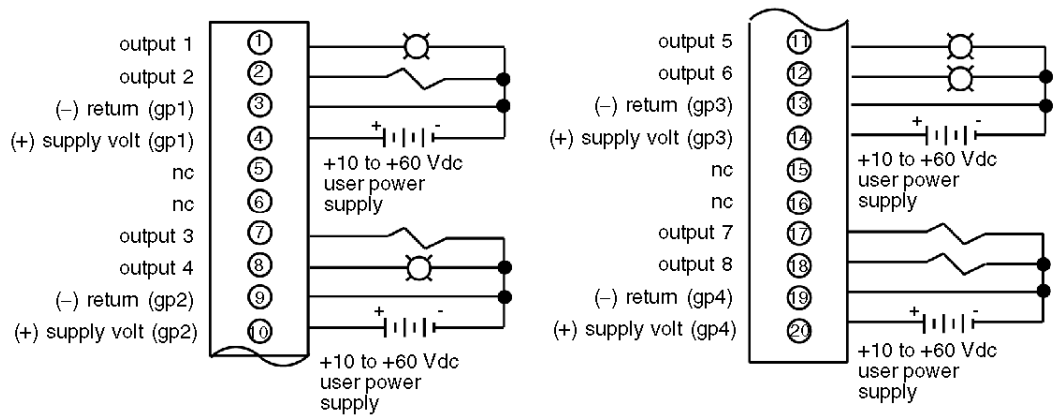 output 1
1
output 2
2
(–) return (gp1)
3
(+) supply volt (gp1)
4
+ -
+10 to +60 Vdc
user power
supply
nc
5
nc
6
output 3
7
output 4
8
(–) return (gp2)
9
(+) supply volt (gp2)
10
+ -
+10 to +60 Vdc
user power
supply
output 5
11
output 6
12
(–) return (gp3)
13
(+) supply volt (gp3)
14
+ -
+10 to +60 Vdc
user power
supply
nc
15
nc
16
output 7
17
output 8
18
(–) return (gp4)
19
(+) supply volt (gp4)
20
+ -
+10 to +60 Vdc
user power
supply